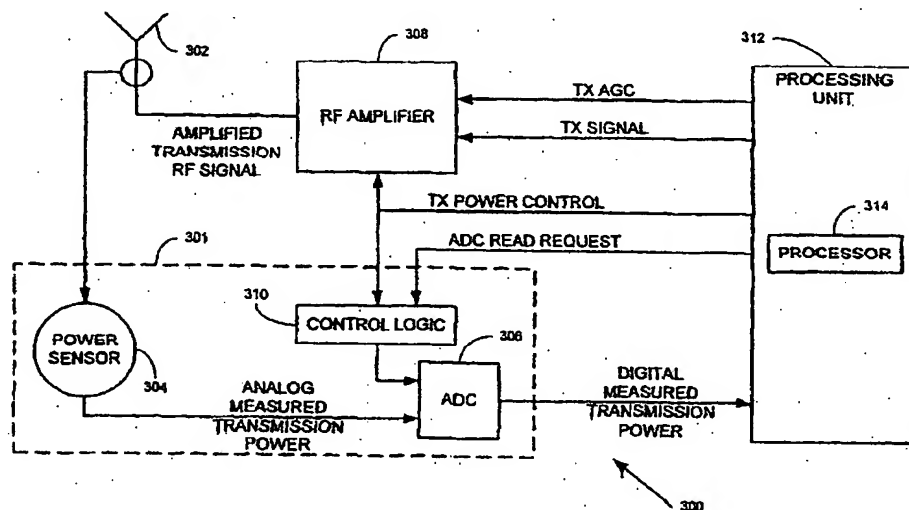 302
308
312
PROCESSING
UNIT
TX AGC
RF AMPLIFIER
TX SIGNAL
AMPLIFIED
TRANSMISSION
RF SIGNAL
TX POWER CONTROL
314
ADC READ REQUEST
PROCESSOR
301
310
CONTROL LOGIC
306
POWER
SENSOR
304
ADC
ANALOG
MEASURED
TRANSMISSION
POWER
DIGITAL
MEASURED
TRANSMISSION
POWER
300